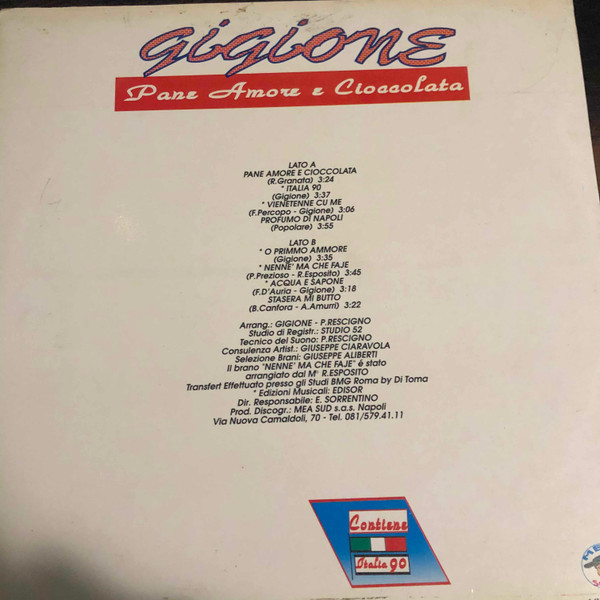 GIGIONE
Pane Amore e Cioccolata
LATO A
PANE AMORE E CIOCCOLATA
(R.Granata) 3:24
* ITALIA 90
(Gigione) 3:37
* VIENETENNE CU ME
(F.Percopo - Gigione) 3:06
PROFUMO DI NAPOLI
(Popolare) 3:55
LATO B
* O PRIMMO AMMORE
(Gigione) 3:35
* NENNE' MA CHE FAJE
(P.Prezioso - R.Esposito) 3:45
* ACQUA E SAPONE
(F.D'Auria - Gigione) 3:18
STASERA MI BUTTO
(B.Canfora - A.Amurri) 3:22
Arrang.: GIGIONE - P.RESCIGNO
Studio di Registr.: STUDIO 52
Tecnico del Suono: P.RESCIGNO
Consulenza Artist.: GIUSEPPE CIARAVOLA
Selezione Brani: GIUSEPPE ALIBERTI
Il brano "NENNE' MA CHE FAJE" é stato
arrangiato dal M° R.ESPOSITO
Transfert Effettuato presso gli Studi BMG Roma by Di Toma
* Edizioni Musicali: EDISOR
Dir. Responsabile: E. SORRENTINO
Prod. Discogr.: MEA SUD s.a.s. Napoli
Via Nuova Camaldoli, 70 - Tel. 081/579.41.11
Contiene
Italia 90